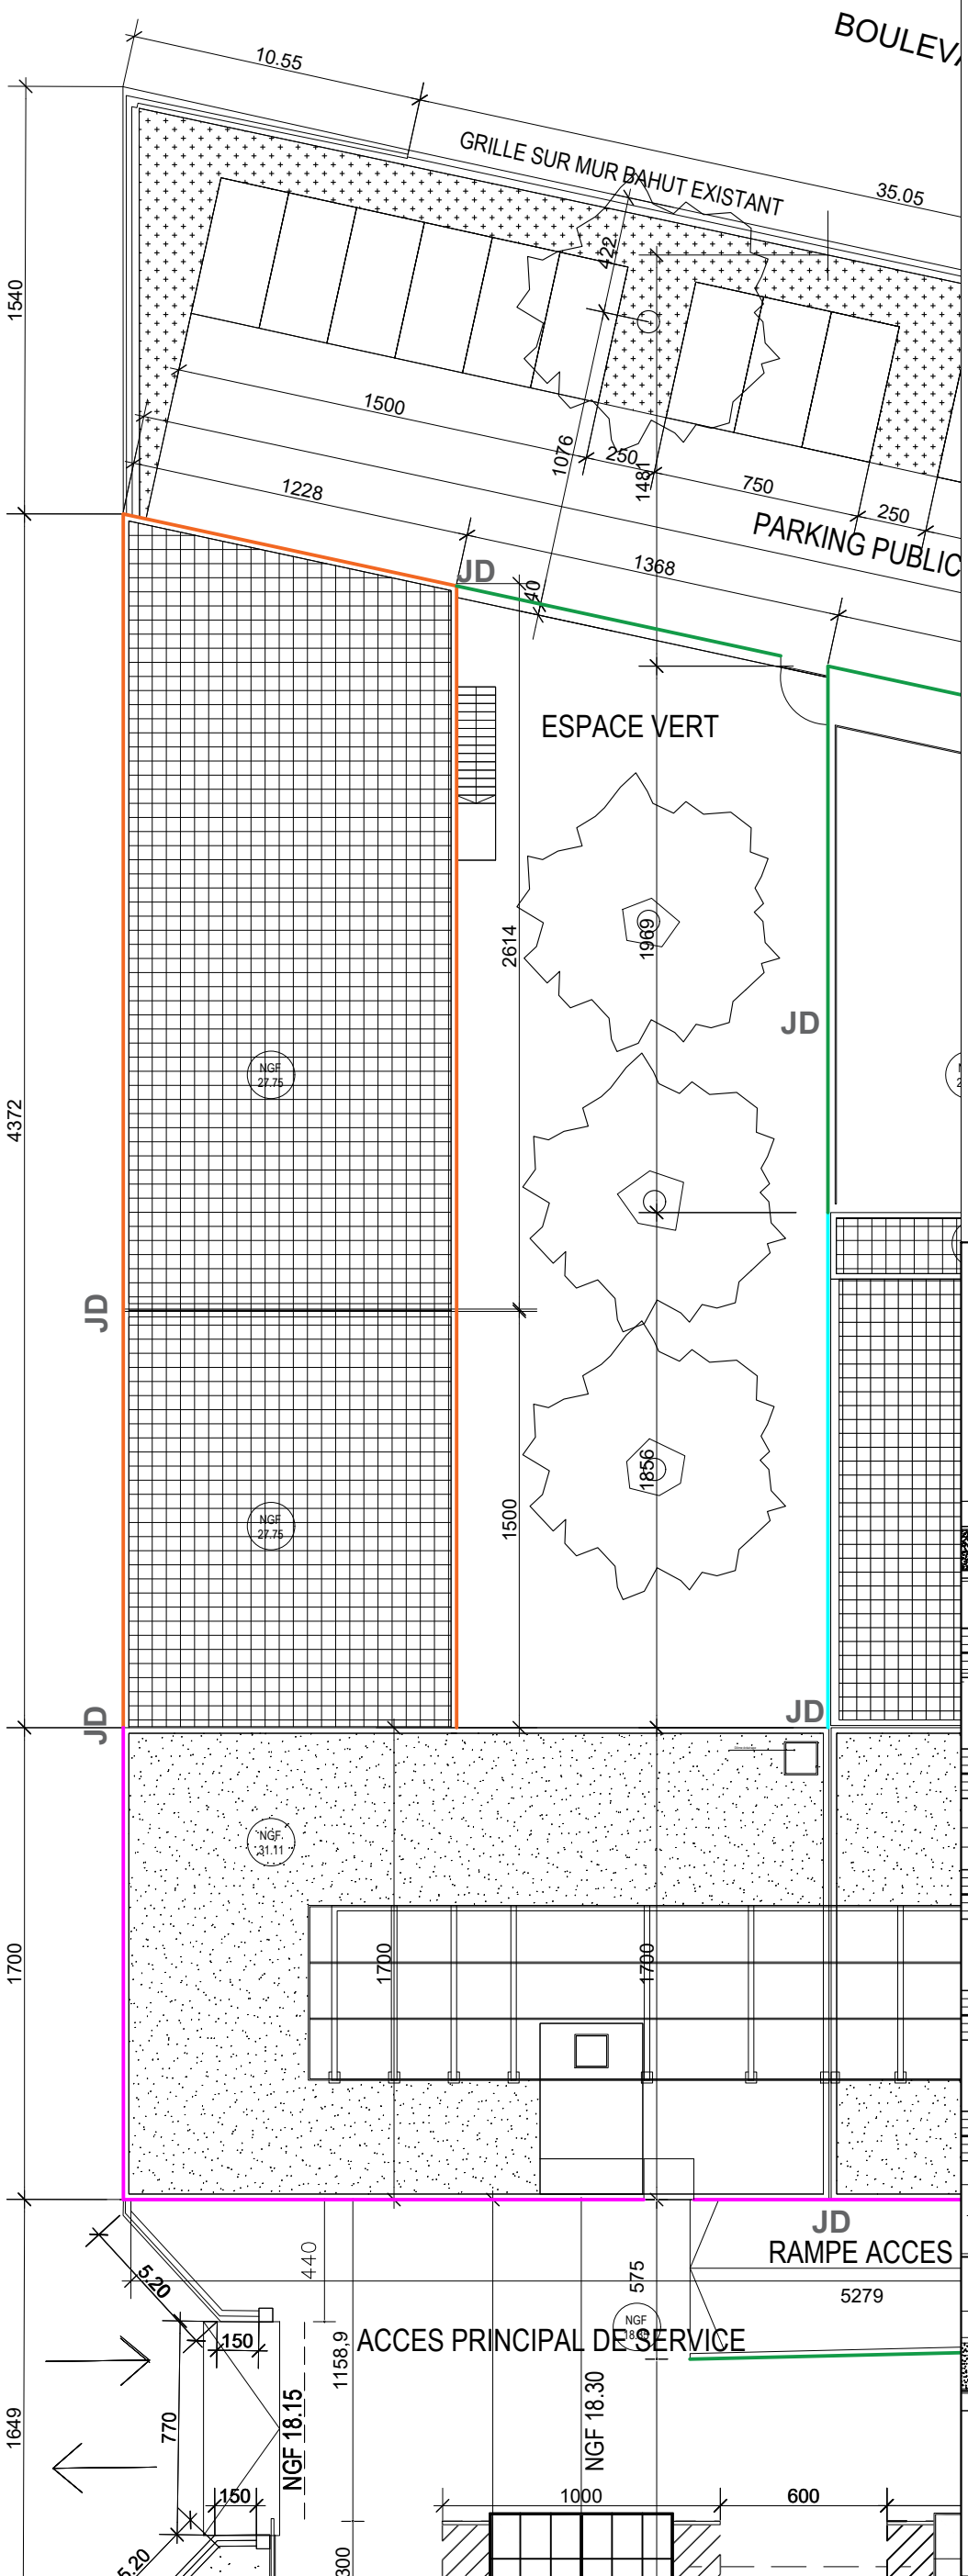 BOULEVA
10.55
GRILLE SUR MUR BAHUT EXISTANT
35.05
1540
422
1500
1076
250
1481
750
250
1228
PARKING PUBLIC
JD
1368
40
ESPACE VERT
2614
1969
JD
NGF
27.75
4372
JD
1856
1500
NGF
27.75
JD
JD
NGF
31.11
1700
1700
1700
JD
RAMPE ACCES
440
575
5.20
5279
NGF
150
1158,9
ACCES PRINCIPAL DE SERVICE
770
NGF 18.15
NGF 18.30
1649
150
1000
600
5.20
300